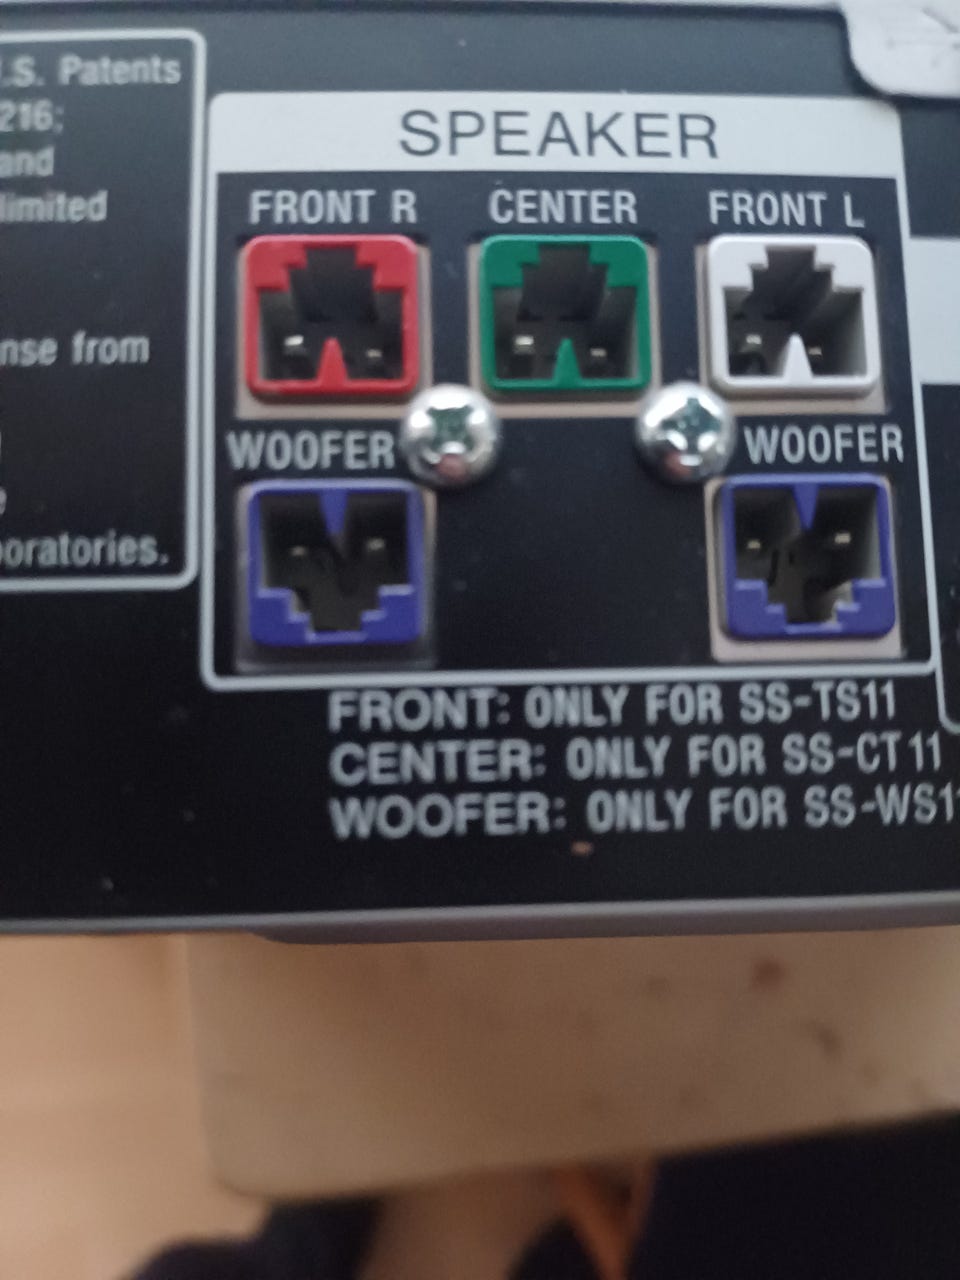 .S. Patents
216;
and
limited
nse from
oratories.
SPEAKER
FRONT R CENTER FRONT L
WOOFER WOOFER
FRONT: ONLY FOR SS-TS11
CENTER: ONLY FOR SS-CT11
WOOFER: ONLY FOR SS-WS11